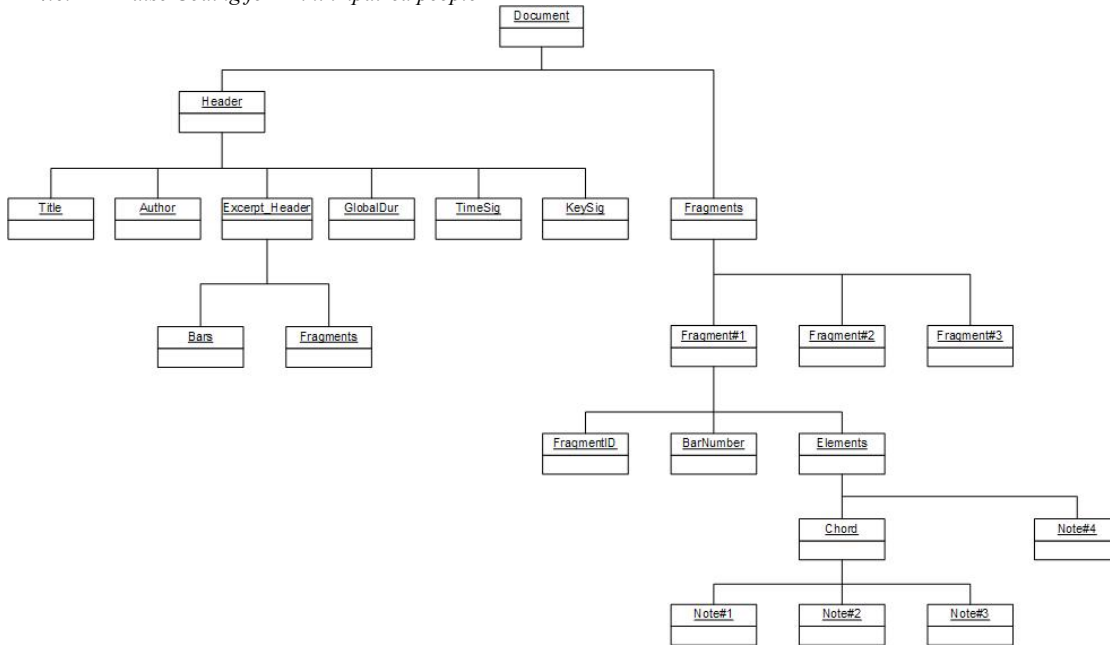 Document
Header
Title Author Excerpt_Header GlobalDur TimeSig KeySig Fragments
Bars Fragments Fragment#1 Fragment#2 Fragment#3
FragmentID BarNumber Elements
Chord Note#4
Note#1 Note#2 Note#3